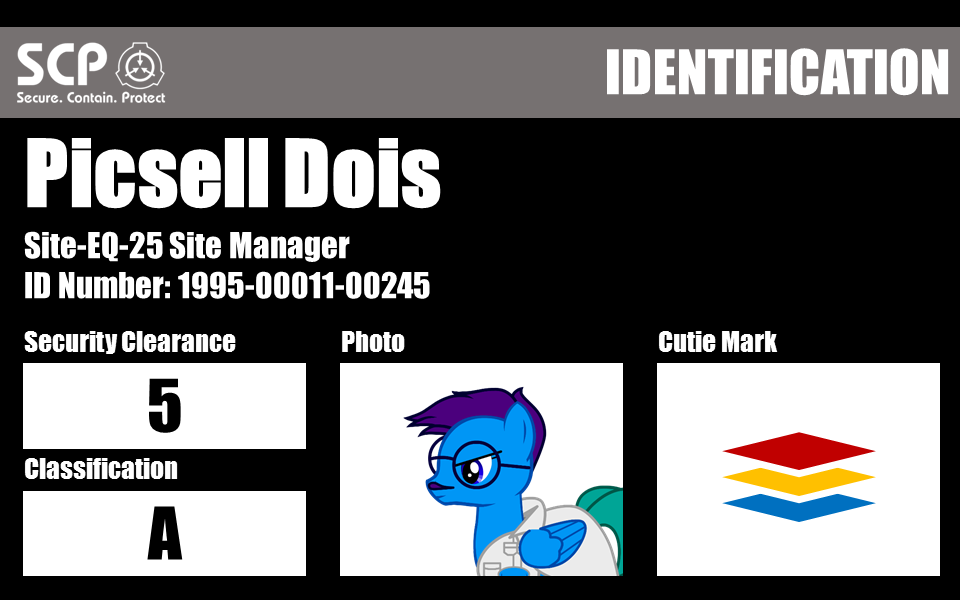 SCP
Secure. Contain. Protect
IDENTIFICATION
Picsell Dois
Site-EQ-25 Site Manager
ID Number: 1995-00011-00245
Security Clearance
5
Classification
A
Photo
Cutie Mark